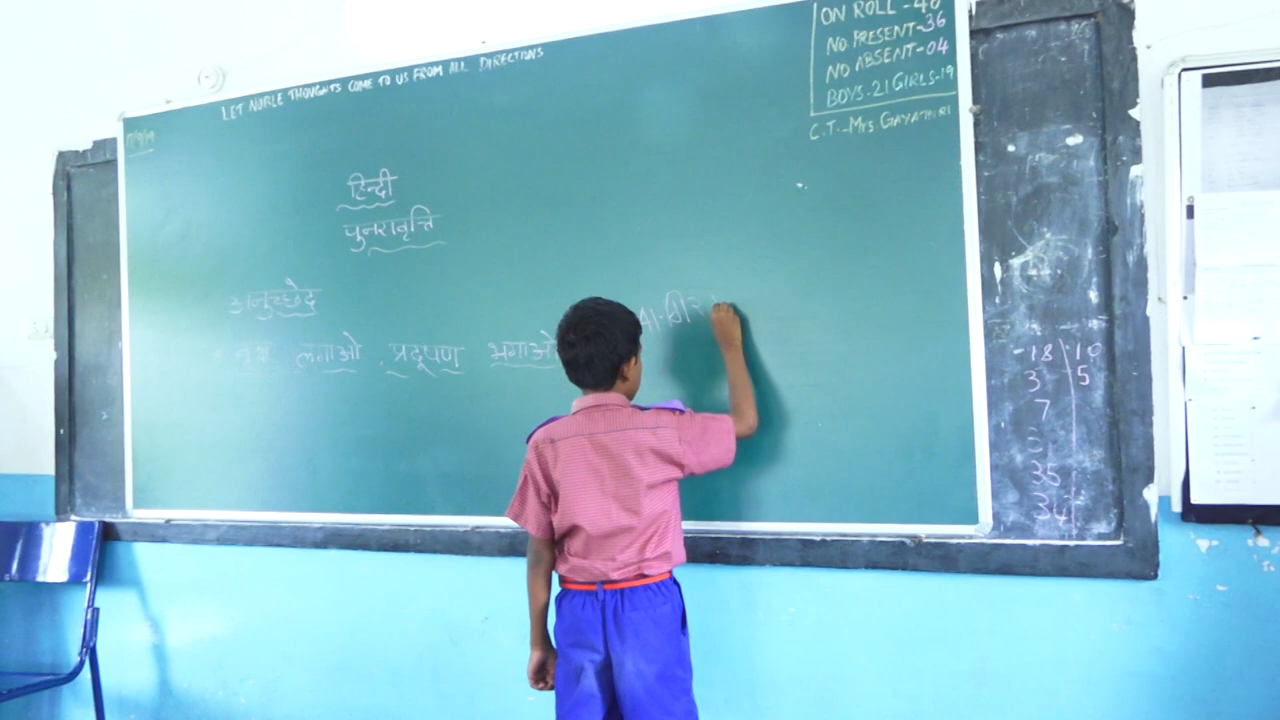 LET NOBLE THOUGHTS COME TO US FROM ALL DIRECTIONS
ON ROLL - 40
NO. PRESENT - 36
NO ABSENT - 04
BOYS - 21 GIRLS - 19
C.T. - Mrs. GAYATHIRI
हिन्दी
पुनरावृत्ति
अनुच्छेद
लगाओ प्रदूषण भगाओ
18 10
3 5
7
35
34